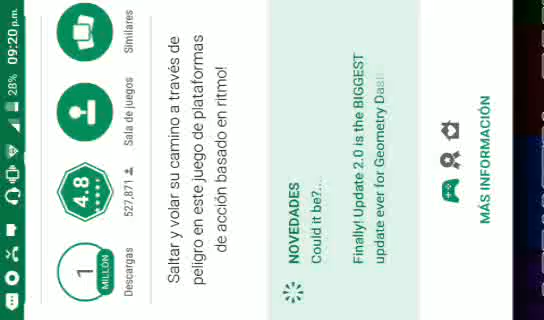 28% 09:20 p.m.
1
MILLÓN
Descargas
4.8
527,871
Sala de juegos
Similares
Saltar y volar su camino a través de
peligro en este juego de plataformas
de acción basado en ritmo!
NOVEDADES
Could it be?....
Finally! Update 2.0 is the BIGGEST
update ever for Geometry Dash
MÁS INFORMACIÓN